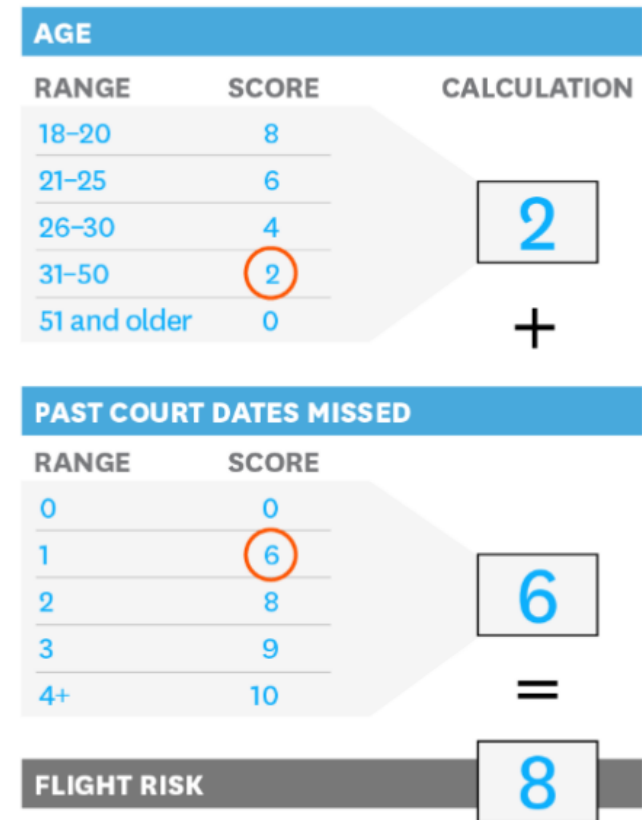 AGE
RANGE SCORE CALCULATION
18–20 8
21–25 6
26–30 4
31–50 2
51 and older 0
2
+
PAST COURT DATES MISSED
RANGE SCORE
0 0
1 6
2 8
3 9
4+ 10
6
=
FLIGHT RISK 8